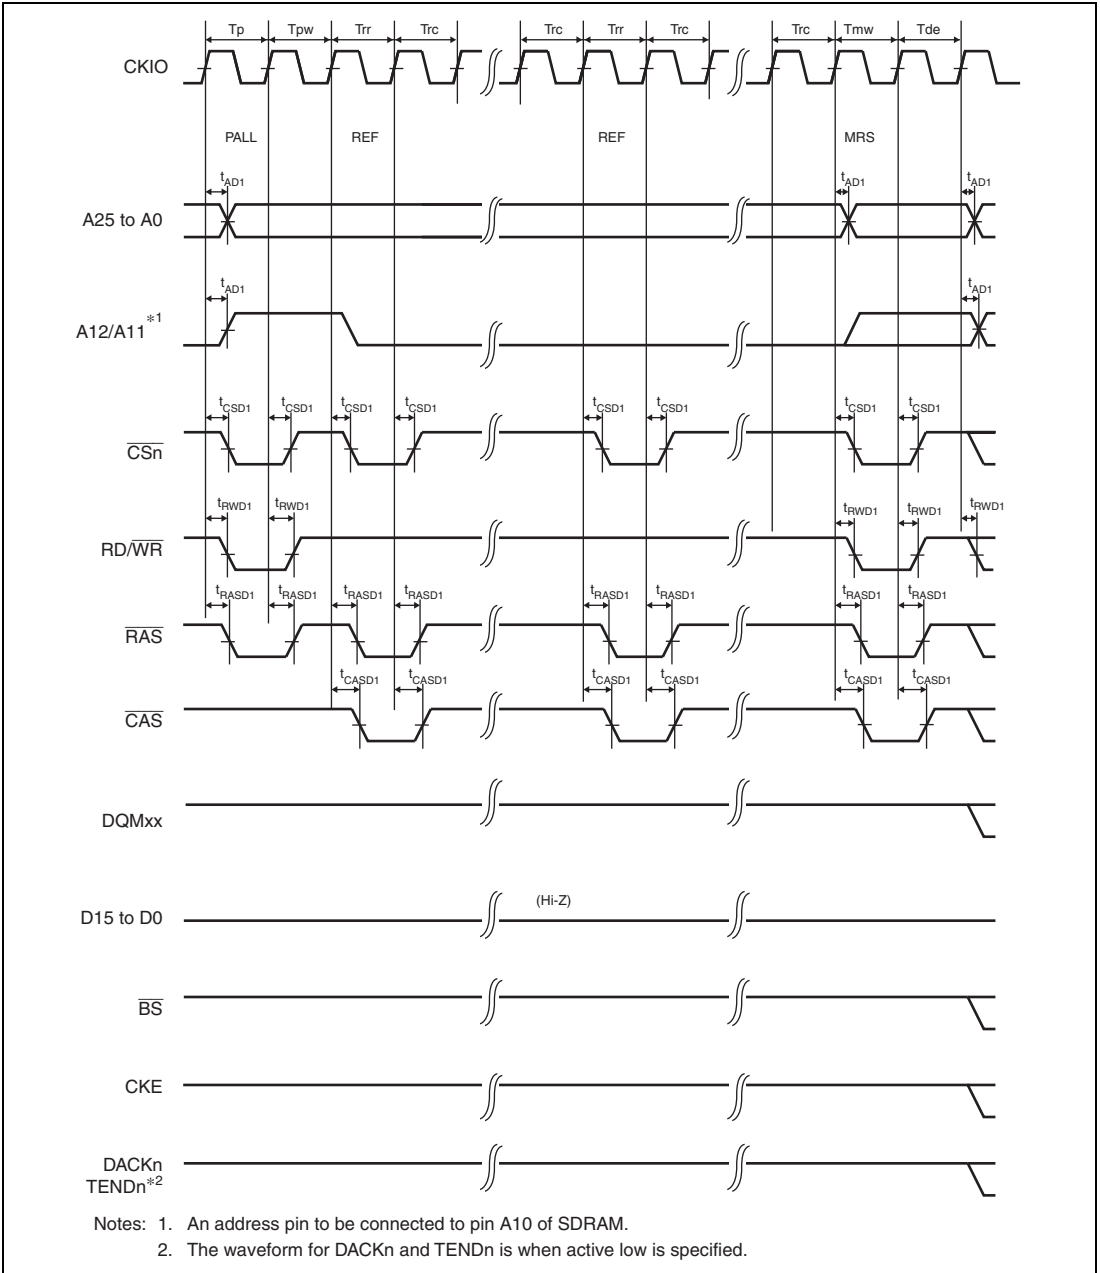 Tp Tpw Trr Trc Trc Trr Trc Trc Tmw Tde
CKIO
PALL REF REF MRS
tAD1 tAD1 tAD1
A25 to A0
tAD1 tAD1
A12/A11*1
tCSD1 tCSD1 tCSD1 tCSD1 tCSD1 tCSD1 tCSD1 tCSD1
CSn
tRWD1 tRWD1 tRWD1 tRWD1 tRWD1
RD/WR
tRASD1 tRASD1 tRASD1 tRASD1 tRASD1 tRASD1 tRASD1 tRASD1
RAS
tCASD1 tCASD1 tCASD1 tCASD1 tCASD1 tCASD1
CAS
DQMxx
(Hi-Z)
D15 to D0
BS
CKE
DACKn
TENDn*2
Notes: 1. An address pin to be connected to pin A10 of SDRAM.
2. The waveform for DACKn and TENDn is when active low is specified.